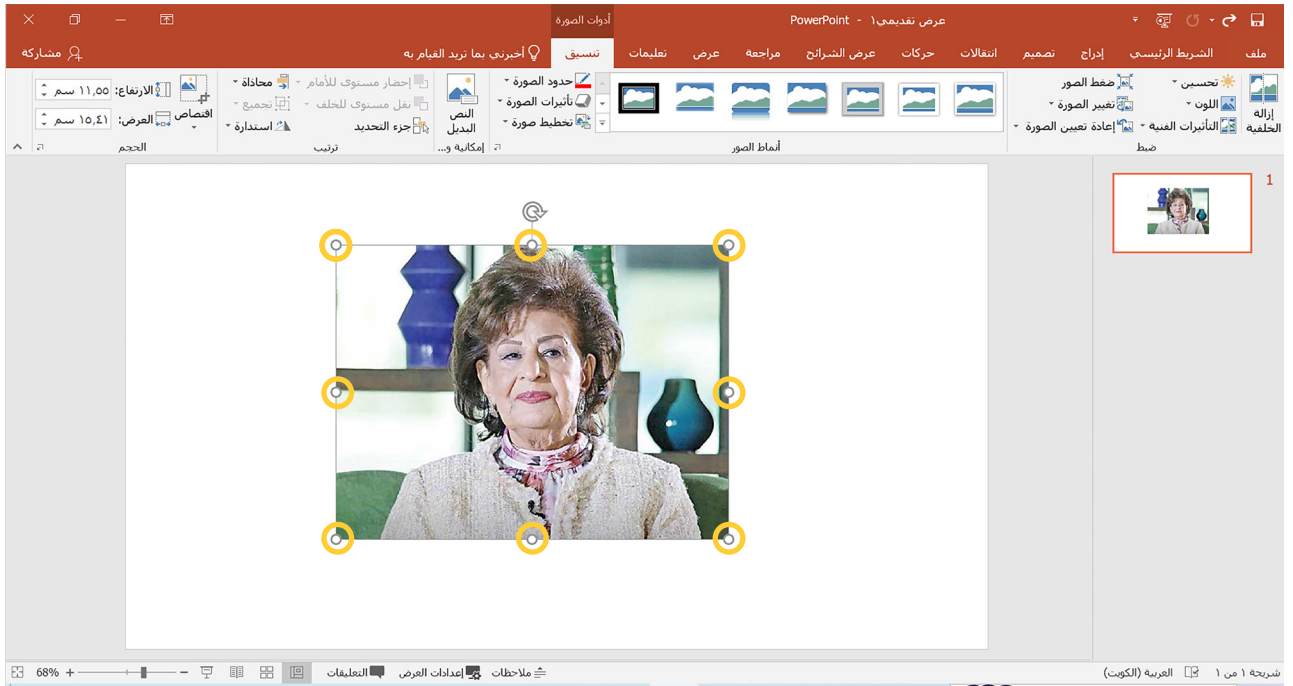 أدوات الصورة
عرض تقديمي١ - PowerPoint
ملف
الشريط الرئيسي
إدراج
تصميم
انتقالات
حركات
عرض الشرائح
مراجعة
عرض
تعليمات
تنسيق
أخبرني بما تريد القيام به
مشاركة
إزالة الخلفية
تحسين
اللون
التأثيرات الفنية
ضغط الصور
تغيير الصورة
إعادة تعيين الصورة
ضبط
أنماط الصور
حدود الصورة
تأثيرات الصورة
تخطيط صورة
النص البديل
إمكانية و...
إحضار مستوى للأمام
نقل مستوى للخلف
جزء التحديد
محاذاة
تجميع
استدارة
ترتيب
اقتصاص
الارتفاع: ١١,٥٥ سم
العرض: ١٥,٤١ سم
الحجم
1
شريحة ١ من ١
العربية (الكويت)
ملاحظات
إعدادات العرض
التعليقات
68%